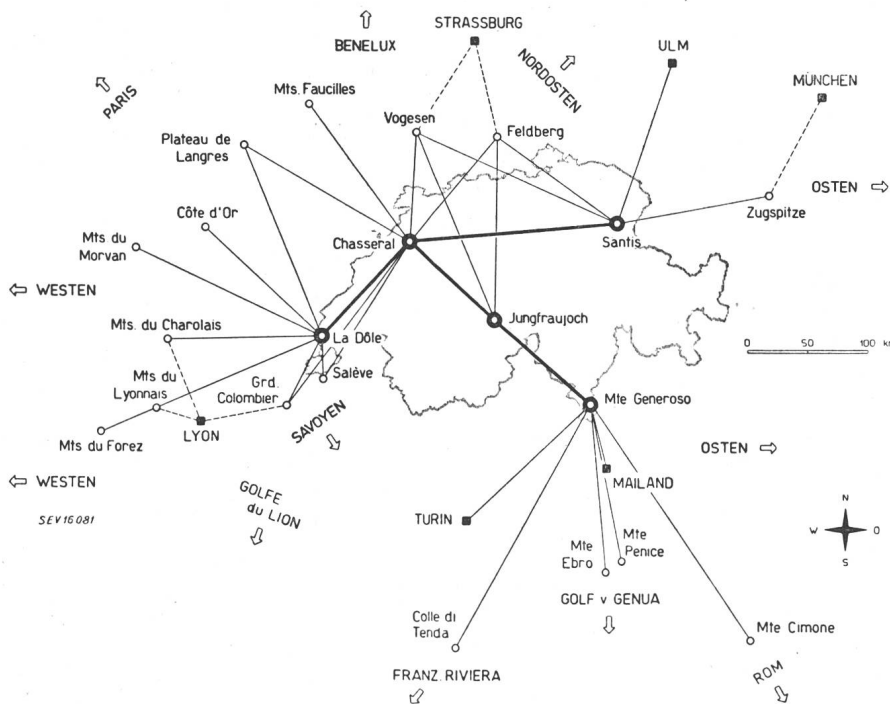 STRASSBURG
BENELUX
NORDOSTEN
ULM
MÜNCHEN
PARIS
Mts. Faucilles
Vogesen
Feldberg
Plateau de
Langres
OSTEN
Zugspitze
Côte d'Or
Mts du
Morvan
Chasseral
Santis
WESTEN
Mts. du Charolais
La Dôle
Jungfraujoch
0 50 100 km
Mts du
Lyonnais
Grd.
Colombier
Salève
Mte Generoso
LYON
Mts du Forez
SAVOYEN
OSTEN
WESTEN
GOLFE
du LION
MAILAND
SEV16081
TURIN
N
W
O
S
Mte
Ebro
Mte
Penice
GOLF v GENUA
Colle di
Tenda
Mte Cimone
FRANZ. RIVIERA
ROM